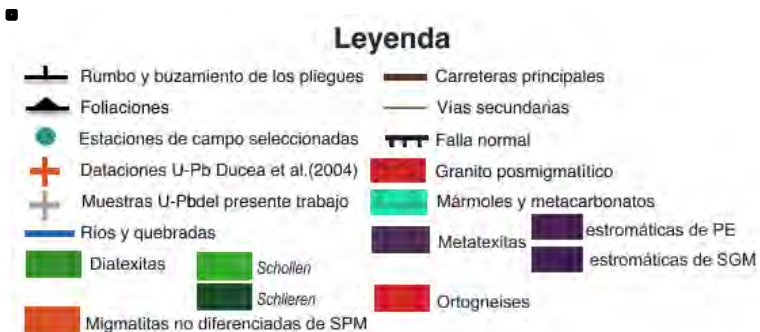 Leyenda
Rumbo y buzamiento de los pliegues
Foliaciones
Estaciones de campo seleccionadas
Dataciones U-Pb Ducea et al.(2004)
Muestras U-Pbdel presente trabajo
Ríos y quebradas
Diatexitas
Schollen
Schlieren
Migmatitas no diferenciadas de SPM
Carreteras principales
Vías secundarias
Falla normal
Granito posmigmatítico
Mármoles y metacarbonatos
Metatexitas
estromáticas de PE
estromáticas de SGM
Ortogneises